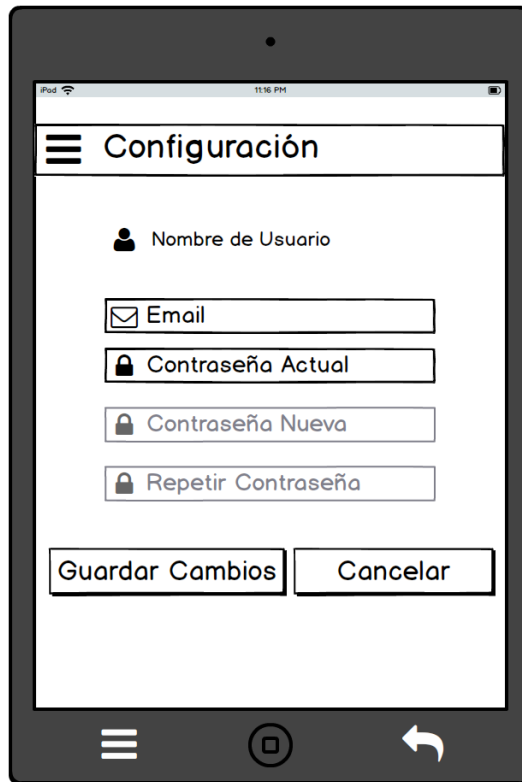 iPod 11:16 PM
Configuración
Nombre de Usuario
Email
Contraseña Actual
Contraseña Nueva
Repetir Contraseña
Guardar Cambios Cancelar